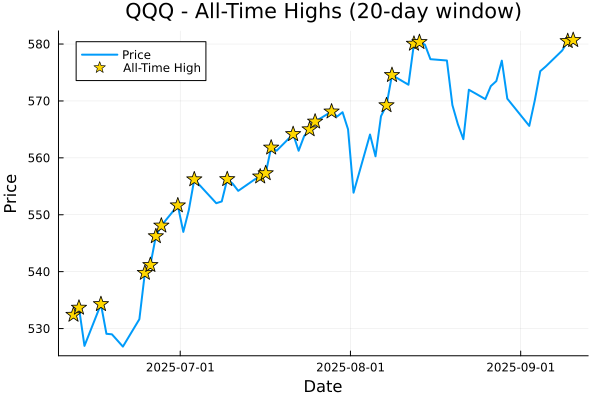 QQQ - All-Time Highs (20-day window)
Price
All-Time High
580
570
560
550
540
530
Price
2025-07-01
2025-08-01
2025-09-01
Date